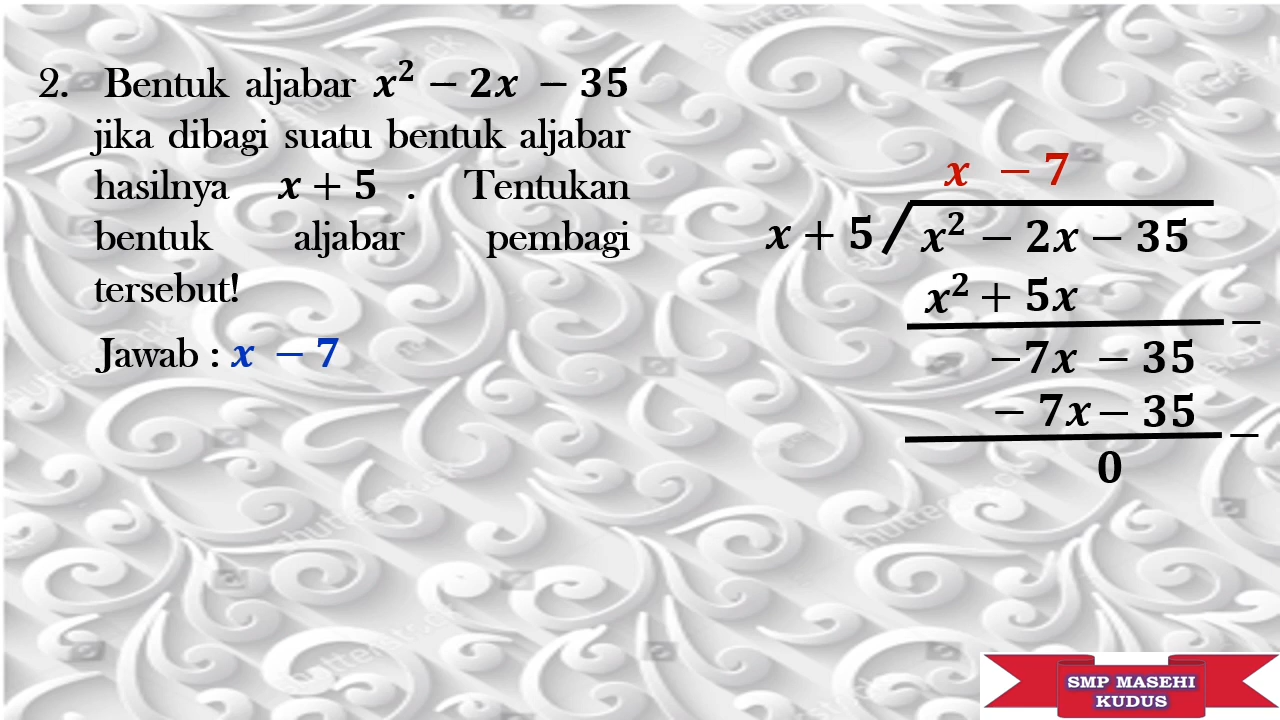 2. Bentuk aljabar x² − 2x − 35
jika dibagi suatu bentuk aljabar
hasilnya x + 5 . Tentukan
bentuk aljabar pembagi
tersebut!
Jawab : x − 7
x − 7
x + 5 / x² − 2x − 35
x² + 5x
−
−7x − 35
− 7x − 35
−
0
SMP MASEHI
KUDUS